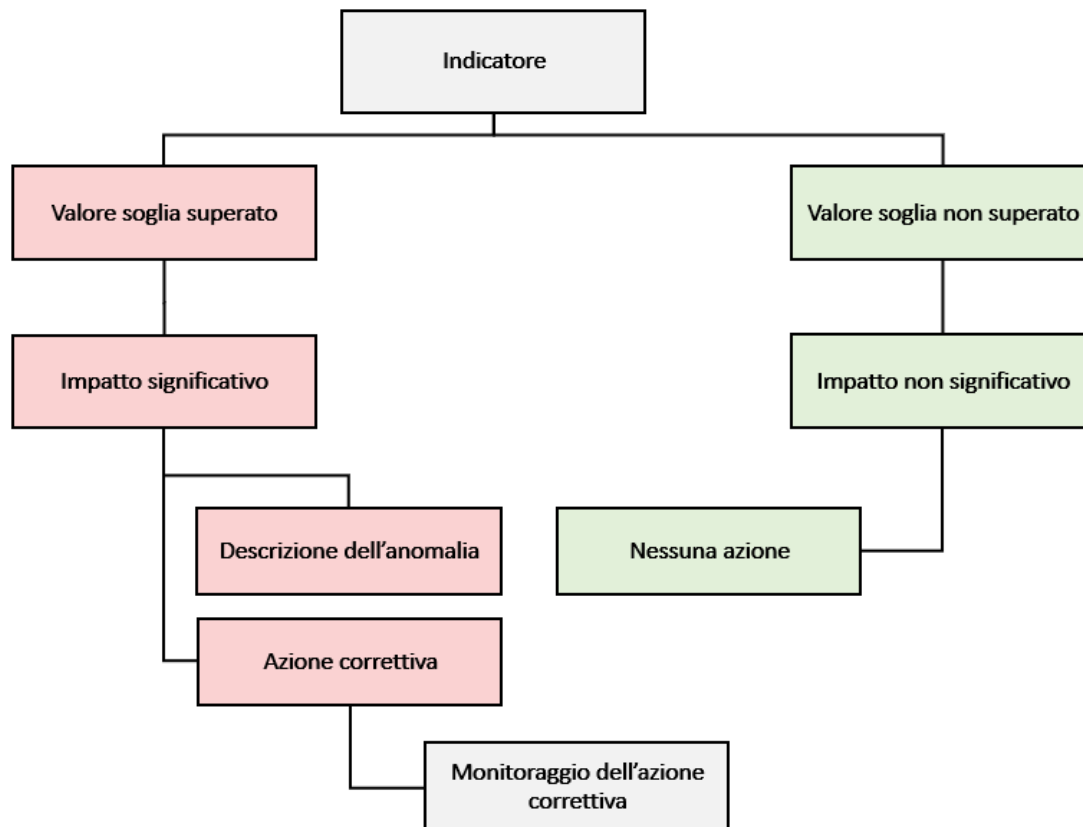 Indicatore
Valore soglia superato
Valore soglia non superato
Impatto significativo
Impatto non significativo
Descrizione dell’anomalia
Nessuna azione
Azione correttiva
Monitoraggio dell’azione
correttiva